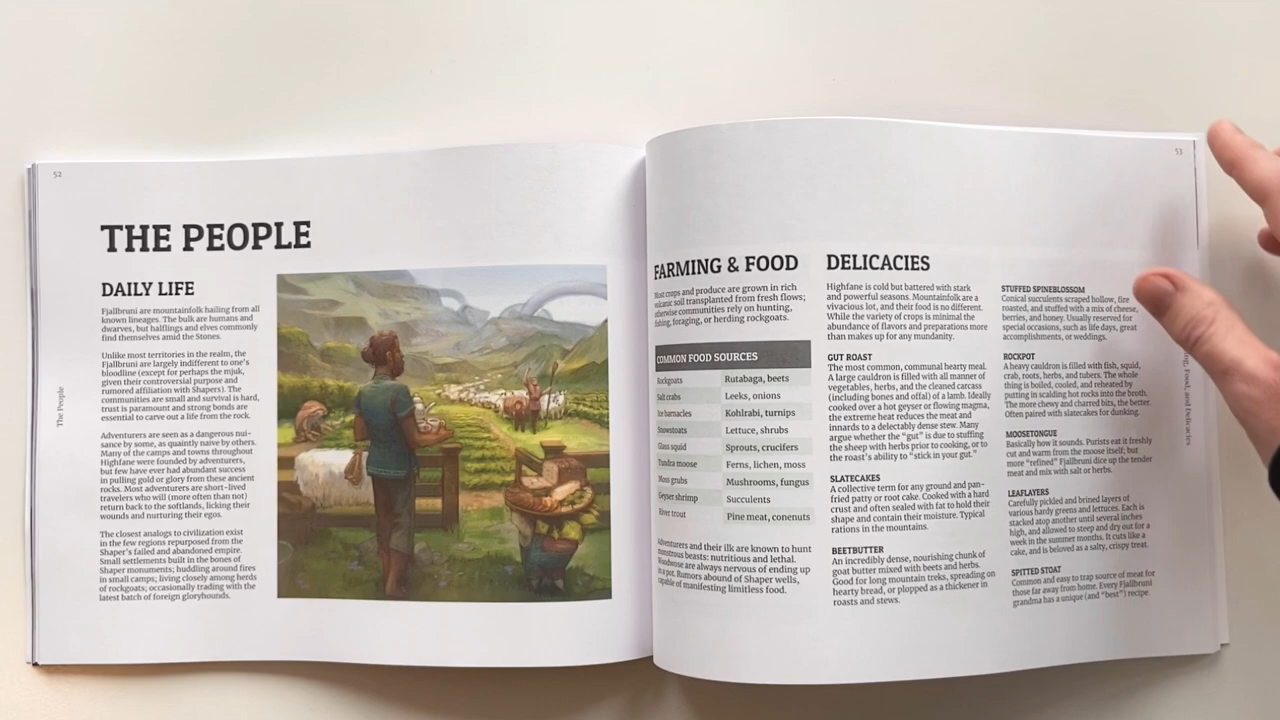 52
THE PEOPLE
DAILY LIFE
Fjallbruni are mountainfolk hailing from all
known lineages. The bulk are humans and
dwarves, but halflings and elves commonly
find themselves amid the Stones.
Unlike most territories in the realm, the
Fjallbruni are largely indifferent to one's
bloodline (except for perhaps the mjuk,
given their controversial purpose and
rumored affiliation with Shapers). The
communities are small and survival is hard,
trust is paramount and strong bonds are
essential to carve out a life from the rock.
Adventurers are seen as a dangerous nui-
sance by some, as quaintly naive by others.
Many of the camps and towns throughout
Highfane were founded by adventurers,
but few have ever had abundant success
in pulling gold or glory from these ancient
rocks. Most adventurers are short-lived
travelers who will (more often than not)
return back to the softlands, licking their
wounds and nurturing their egos.
The closest analogs to civilization exist
in the few regions repurposed from the
Shaper's failed and abandoned empire.
Small settlements built in the bones of
Shaper monuments; huddling around fires
in small camps; living closely among herds
of rockgoats; occasionally trading with the
latest batch of foreign gloryhounds.
The People
53
FARMING & FOOD
Most crops and produce are grown in rich
volcanic soil transplanted from fresh flows;
otherwise communities rely on hunting,
fishing, foraging, or herding rockgoats.
COMMON FOOD SOURCES
Rockgoats Rutabaga, beets
Salt crabs Leeks, onions
Ice barnacles Kohlrabi, turnips
Snowstoats Lettuce, shrubs
Glass squid Sprouts, crucifers
Tundra moose Ferns, lichen, moss
Moss grubs Mushrooms, fungus
Geyser shrimp Succulents
River trout Pine meat, conenuts
Adventurers and their ilk are known to hunt
monstrous beasts: nutritious and lethal.
Woodwose are always nervous of ending up
in a pot. Rumors abound of Shaper wells,
capable of manifesting limitless food.
DELICACIES
Highfane is cold but battered with stark
and powerful seasons. Mountainfolk are a
vivacious lot, and their food is no different.
While the variety of crops is minimal the
abundance of flavors and preparations more
than makes up for any mundanity.
GUT ROAST
The most common, communal hearty meal.
A large cauldron is filled with all manner of
vegetables, herbs, and the cleaned carcass
(including bones and offal) of a lamb. Ideally
cooked over a hot geyser or flowing magma,
the extreme heat reduces the meat and
innards to a delectably dense stew. Many
argue whether the "gut" is due to stuffing
the sheep with herbs prior to cooking, or to
the roast's ability to "stick in your gut."
SLATECAKES
A collective term for any ground and pan-
fried patty or root cake. Cooked with a hard
crust and often sealed with fat to hold their
shape and contain their moisture. Typical
rations in the mountains.
BEETBUTTER
An incredibly dense, nourishing chunk of
goat butter mixed with beets and herbs.
Good for long mountain treks, spreading on
hearty bread, or plopped as a thickener in
roasts and stews.
STUFFED SPINEBLOSSOM
Conical succulents scraped hollow, fire
roasted, and stuffed with a mix of cheese,
berries, and honey. Usually reserved for
special occasions, such as life days, great
accomplishments, or weddings.
ROCKPOT
A heavy cauldron is filled with fish, squid,
crab, roots, herbs, and tubers. The whole
thing is boiled, cooled, and reheated by
putting in scalding hot rocks into the broth.
The more chewy and charred bits, the better.
Often paired with slatecakes for dunking.
MOOSETONGUE
Basically how it sounds. Purists eat it freshly
cut and warm from the moose itself; but
more "refined" Fjallbruni dice up the tender
meat and mix with salt or herbs.
LEAFLAYERS
Carefully pickled and brined layers of
various hardy greens and lettuces. Each is
stacked atop another until several inches
high, and allowed to steep and dry out for a
week in the summer months. It cuts like a
cake, and is beloved as a salty, crispy treat.
SPITTED STOAT
Common and easy to trap source of meat for
those far away from home. Every Fjallbruni
grandma has a unique (and "best") recipe.
Food, and Delicacies